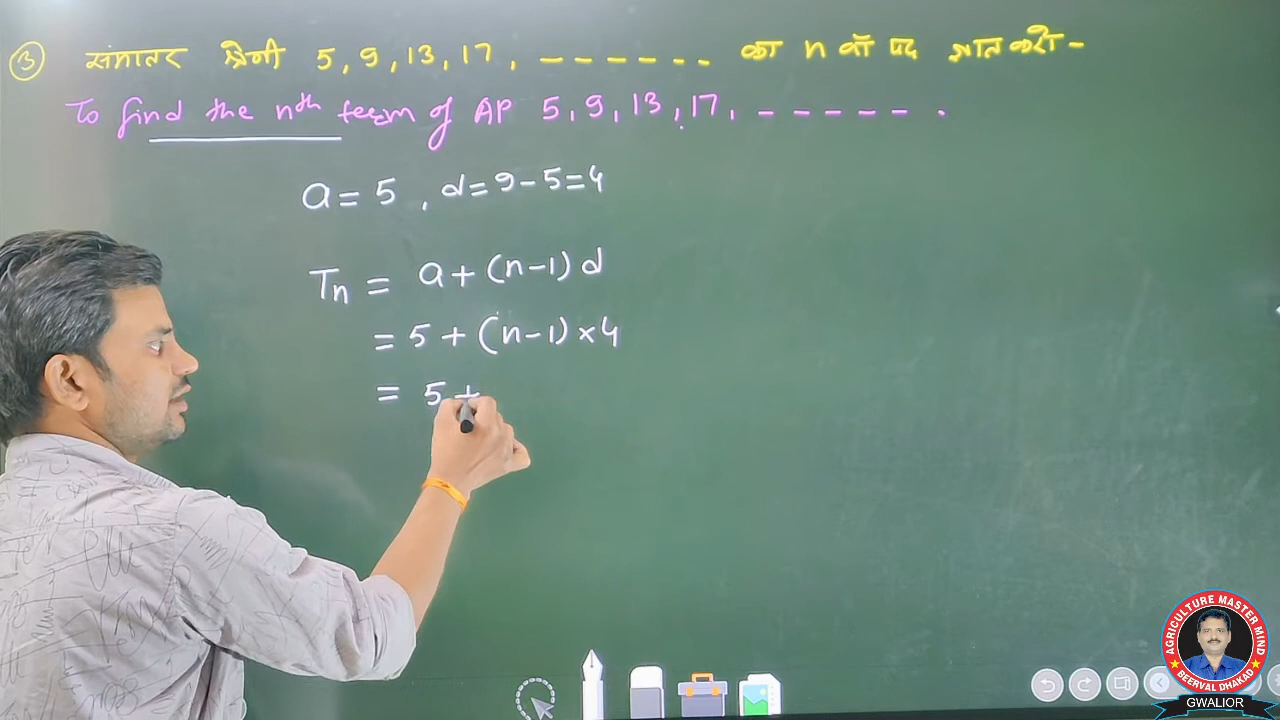 ③ समान्तर श्रेणी 5, 9, 13, 17, ------ का n वाँ पद ज्ञात करो -
To find the nth term of AP 5, 9, 13, 17, ----- .
a = 5 , d = 9 - 5 = 4
Tn = a + (n-1) d
= 5 + (n-1) × 4
= 5 +
AGRICULTURE MASTER MIND
BEERVAL DHAKAD
GWALIOR